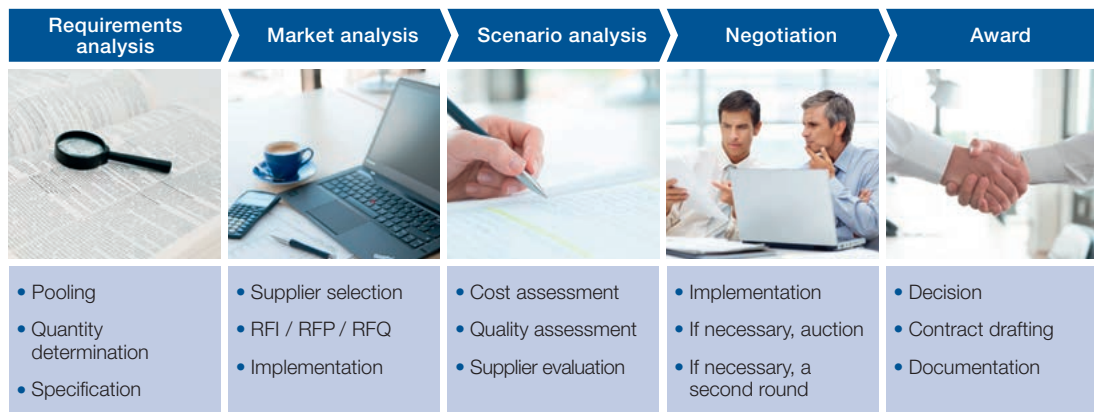 Requirements
analysis
Market analysis
Scenario analysis
Negotiation
Award
• Pooling
• Quantity
determination
• Specification
• Supplier selection
• RFI / RFP / RFQ
• Implementation
• Cost assessment
• Quality assessment
• Supplier evaluation
• Implementation
• If necessary, auction
• If necessary, a
second round
• Decision
• Contract drafting
• Documentation